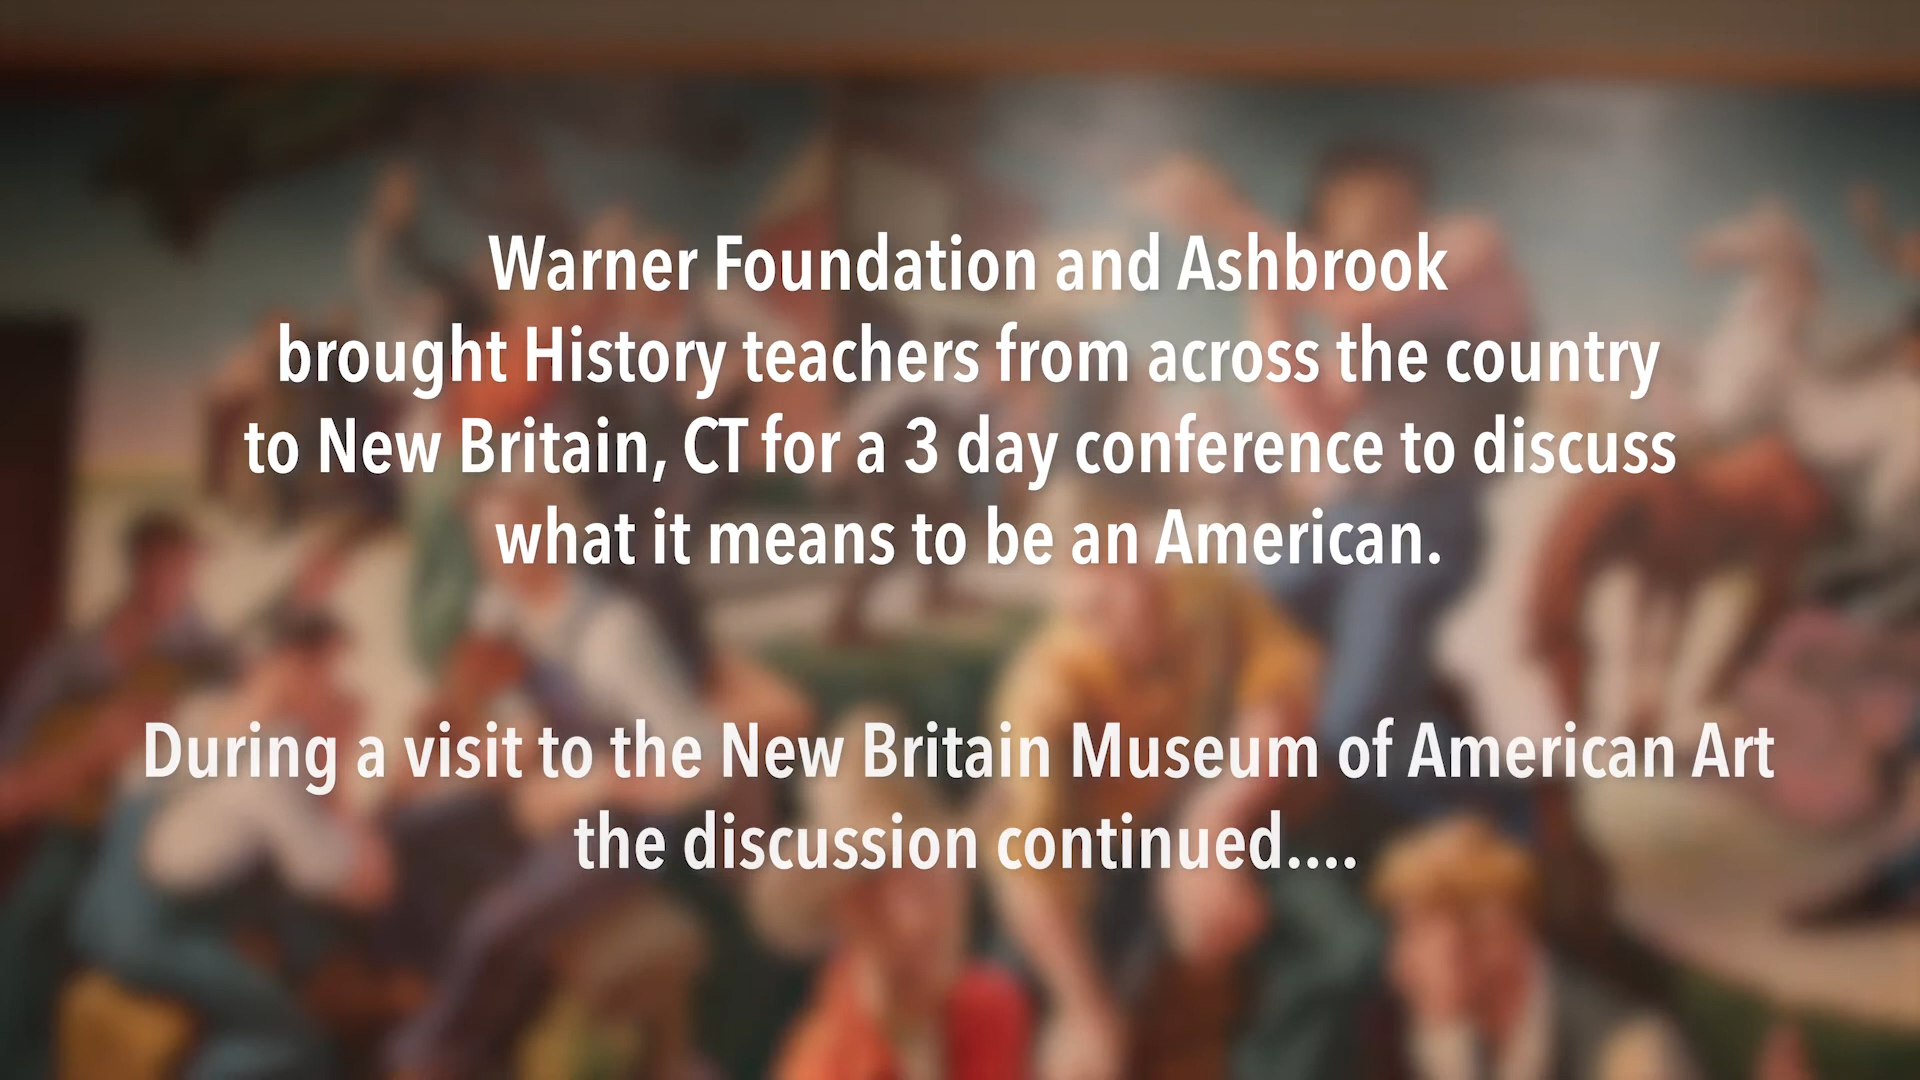 Warner Foundation and Ashbrook
brought History teachers from across the country
to New Britain, CT for a 3 day conference to discuss
what it means to be an American.
During a visit to the New Britain Museum of American Art
the discussion continued....